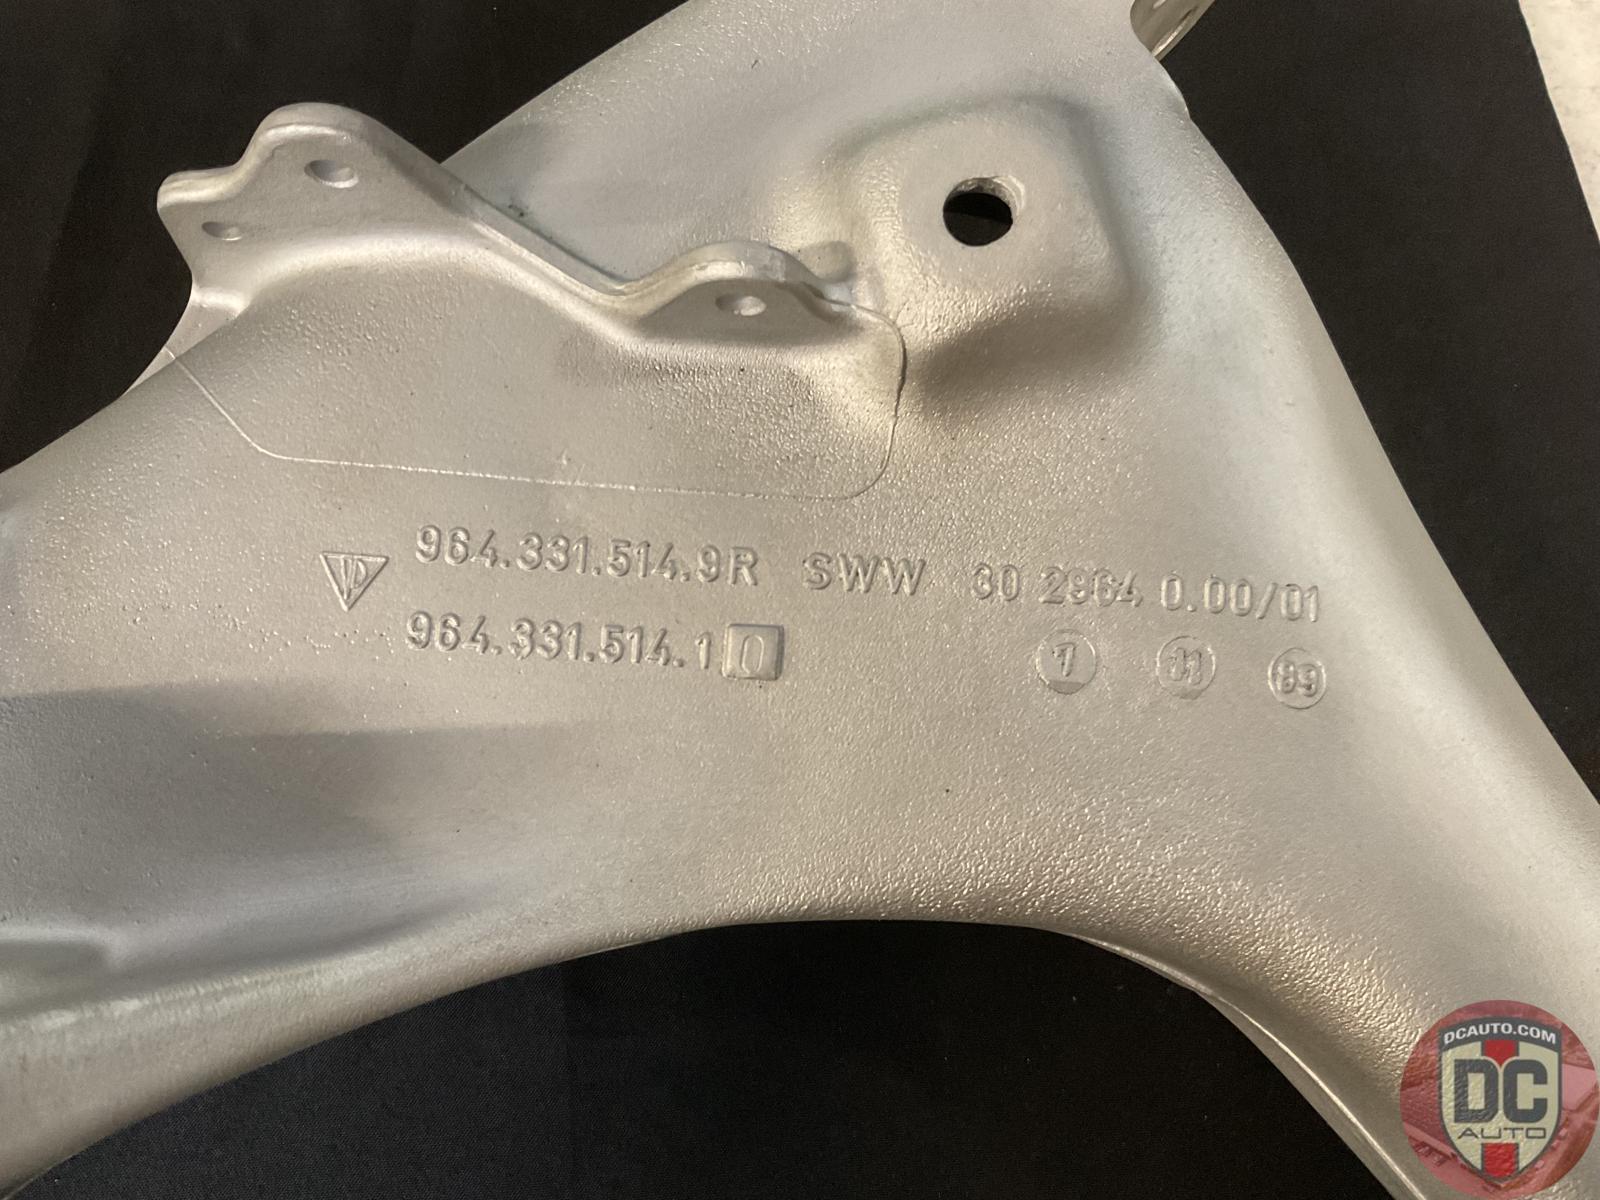 964.331.514.9R SWW 30 2964 0.00/01
964.331.514.1 0
7 11 89
DCAUTO.COM
DC
AUTO